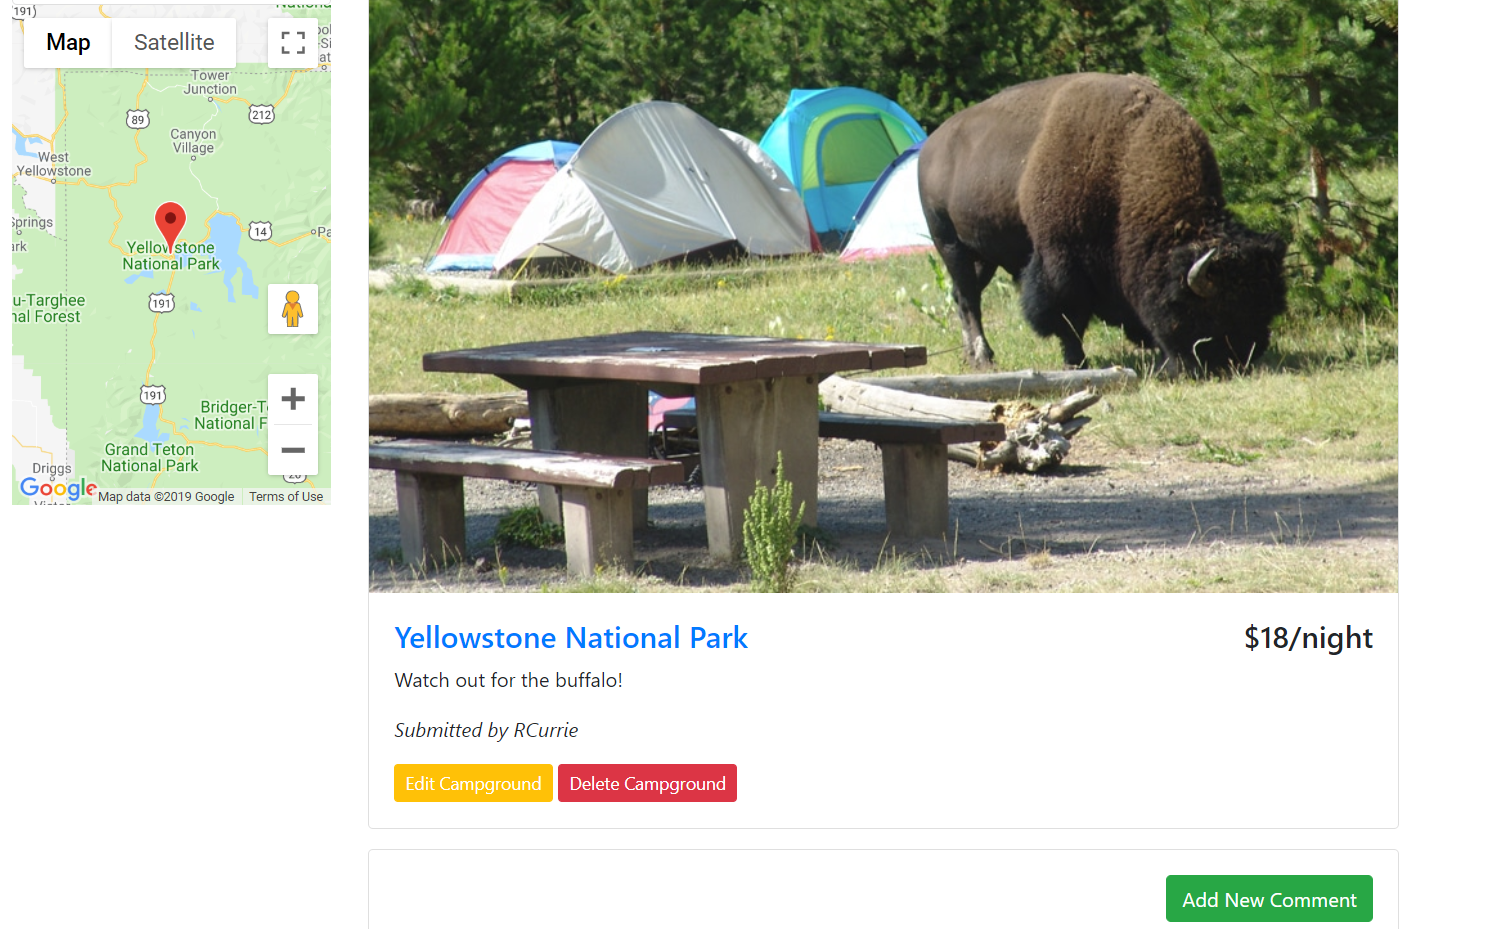 191
National
Map
Satellite
Tower
Junction
89
212
Canyon
Village
West
Yellowstone
Springs
14
Yellowstone
National Park
191
u-Targhee
nal Forest
191
Bridger-T
National F
Grand Teton
National Park
Driggs
Google
Map data ©2019 Google
Terms of Use
Yellowstone National Park
$18/night
Watch out for the buffalo!
Submitted by RCurrie
Edit Campground
Delete Campground
Add New Comment